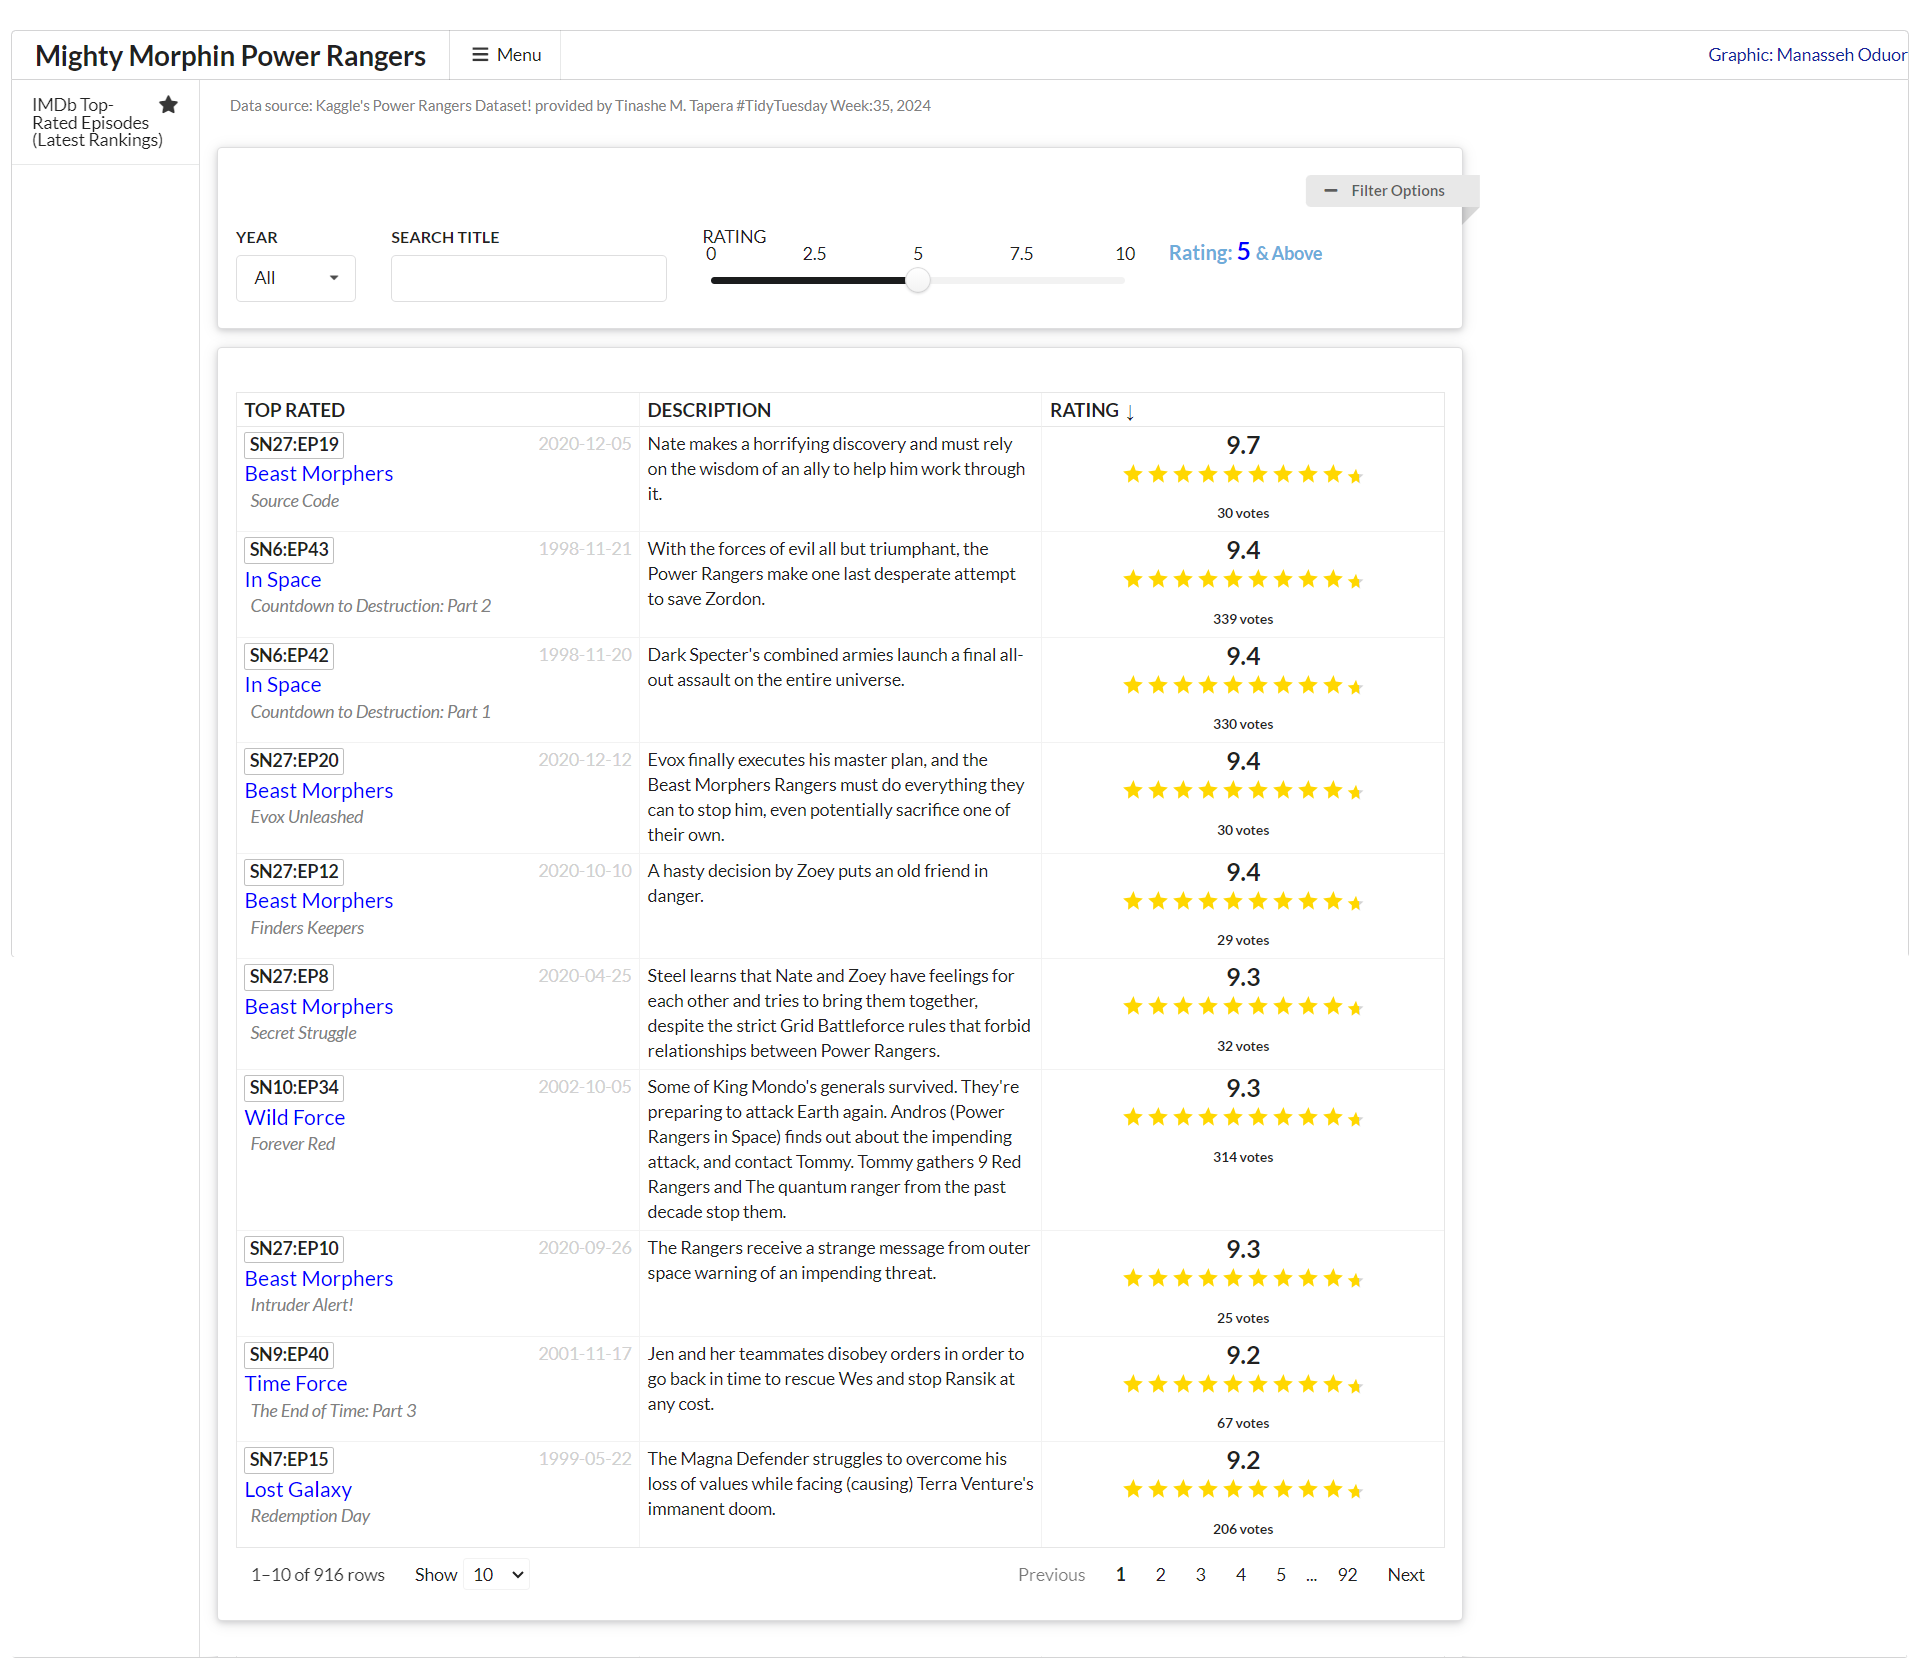 Mighty Morphin Power Rangers
Menu
Graphic: Manasseh Oduor
IMDb Top-
Rated Episodes
(Latest Rankings)
Data source: Kaggle's Power Rangers Dataset! provided by Tinashe M. Tapera #TidyTuesday Week:35, 2024
Filter Options
YEAR
All
SEARCH TITLE
RATING
0 2.5 5 7.5 10
Rating: 5 & Above
TOP RATED DESCRIPTION RATING ↓
SN27:EP19 2020-12-05
Beast Morphers
Source Code
Nate makes a horrifying discovery and must rely
on the wisdom of an ally to help him work through
it.
9.7
30 votes
SN6:EP43 1998-11-21
In Space
Countdown to Destruction: Part 2
With the forces of evil all but triumphant, the
Power Rangers make one last desperate attempt
to save Zordon.
9.4
339 votes
SN6:EP42 1998-11-20
In Space
Countdown to Destruction: Part 1
Dark Specter's combined armies launch a final all-
out assault on the entire universe.
9.4
330 votes
SN27:EP20 2020-12-12
Beast Morphers
Evox Unleashed
Evox finally executes his master plan, and the
Beast Morphers Rangers must do everything they
can to stop him, even potentially sacrifice one of
their own.
9.4
30 votes
SN27:EP12 2020-10-10
Beast Morphers
Finders Keepers
A hasty decision by Zoey puts an old friend in
danger.
9.4
29 votes
SN27:EP8 2020-04-25
Beast Morphers
Secret Struggle
Steel learns that Nate and Zoey have feelings for
each other and tries to bring them together,
despite the strict Grid Battleforce rules that forbid
relationships between Power Rangers.
9.3
32 votes
SN10:EP34 2002-10-05
Wild Force
Forever Red
Some of King Mondo's generals survived. They're
preparing to attack Earth again. Andros (Power
Rangers in Space) finds out about the impending
attack, and contact Tommy. Tommy gathers 9 Red
Rangers and The quantum ranger from the past
decade stop them.
9.3
314 votes
SN27:EP10 2020-09-26
Beast Morphers
Intruder Alert!
The Rangers receive a strange message from outer
space warning of an impending threat.
9.3
25 votes
SN9:EP40 2001-11-17
Time Force
The End of Time: Part 3
Jen and her teammates disobey orders in order to
go back in time to rescue Wes and stop Ransik at
any cost.
9.2
67 votes
SN7:EP15 1999-05-22
Lost Galaxy
Redemption Day
The Magna Defender struggles to overcome his
loss of values while facing (causing) Terra Venture's
immanent doom.
9.2
206 votes
1–10 of 916 rows Show 10 Previous 1 2 3 4 5 ... 92 Next